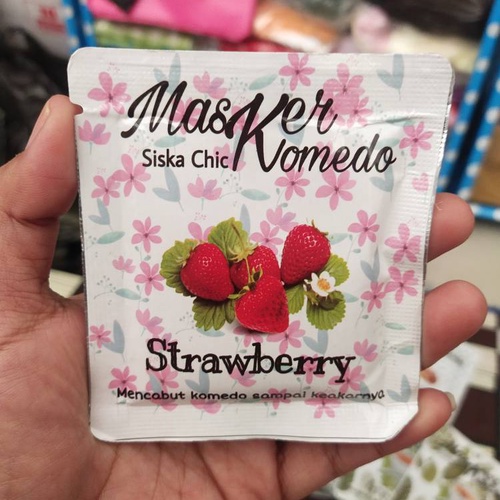 Masker
Siska Chic Komedo
Strawberry
Mencabut komedo sampai keakarnya